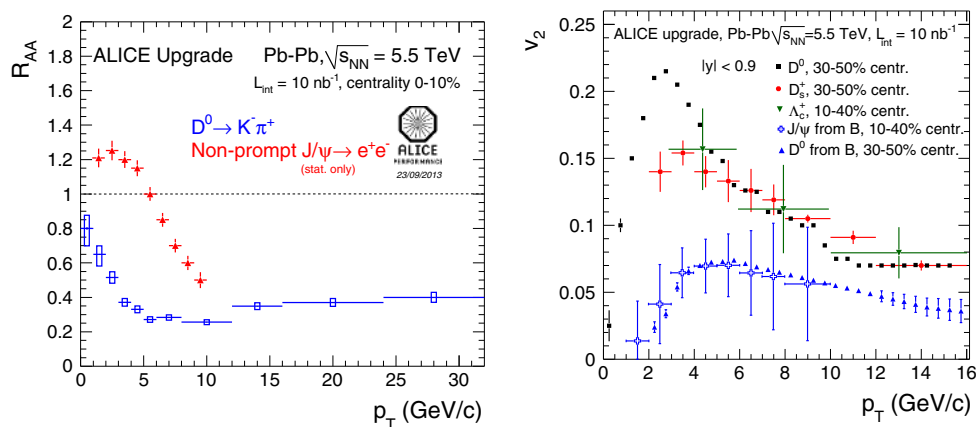 R_AA
2
1.8
1.6
1.4
1.2
1
0.8
0.6
0.4
0.2
0
ALICE Upgrade
Pb-Pb, √s_NN = 5.5 TeV
L_int = 10 nb⁻¹, centrality 0-10%
D⁰→ K⁻π⁺
Non-prompt J/ψ→ e⁺e⁻
(stat. only)
ALICE
PERFORMANCE
23/09/2013
0 5 10 15 20 25 30
p_T (GeV/c)
v₂
0.25
0.2
0.15
0.1
0.05
0
ALICE upgrade, Pb-Pb√s_NN=5.5 TeV, L_int = 10 nb⁻¹
|y| < 0.9
D⁰, 30-50% centr.
D_s⁺, 30-50% centr.
Λ_c⁺, 10-40% centr.
J/ψ from B, 10-40% centr.
D⁰ from B, 30-50% centr.
0 2 4 6 8 10 12 14 16
p_T (GeV/c)